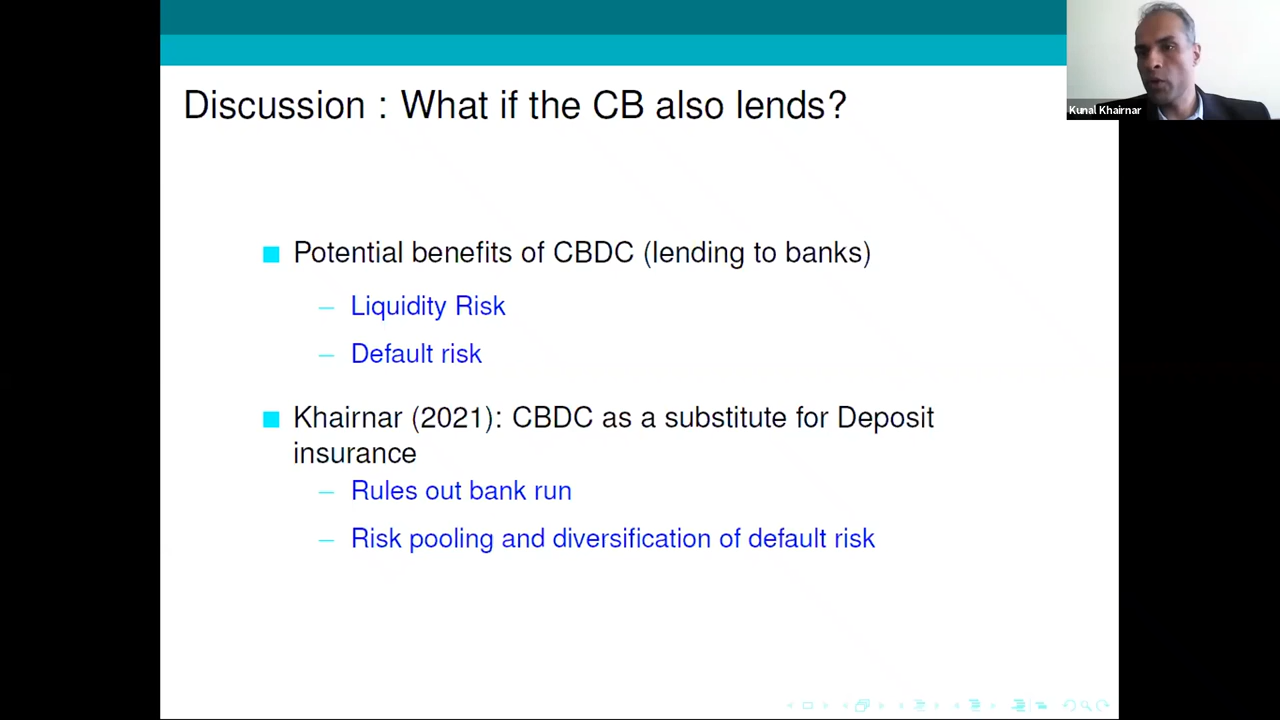 Discussion : What if the CB also lends?
Kunal Khairnar
Potential benefits of CBDC (lending to banks)
– Liquidity Risk
– Default risk
Khairnar (2021): CBDC as a substitute for Deposit
insurance
– Rules out bank run
– Risk pooling and diversification of default risk